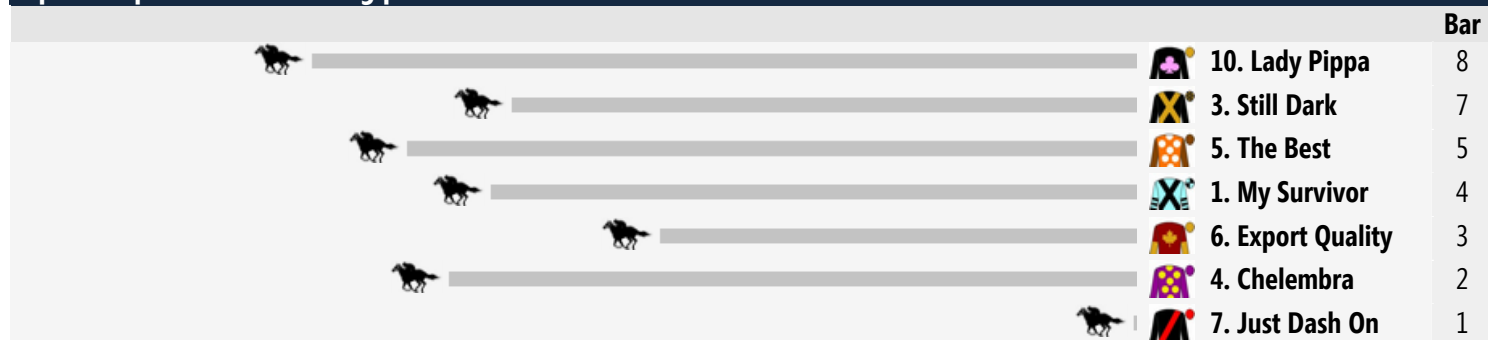 Bar
10. Lady Pippa 8
3. Still Dark 7
5. The Best 5
1. My Survivor 4
6. Export Quality 3
4. Chelembra 2
7. Just Dash On 1